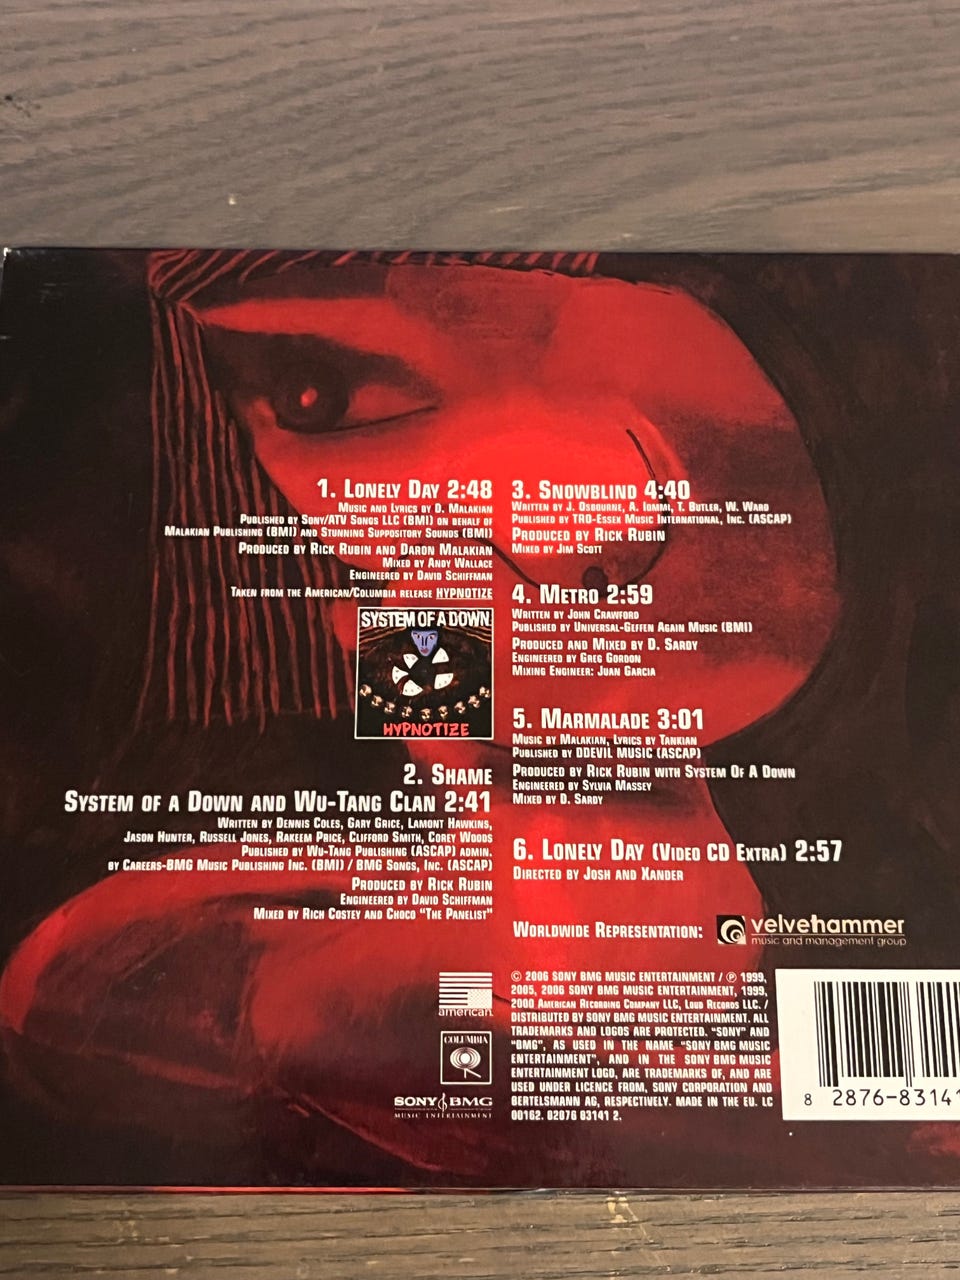 1. Lonely Day 2:48
Music and Lyrics by D. Malakian
Published by Sony/ATV Songs LLC (BMI) on behalf of
Malakian Publishing (BMI) and Stunning Suppository Sounds (BMI)
Produced by Rick Rubin and Daron Malakian
Mixed by Andy Wallace
Engineered by David Schiffman
Taken from the American/Columbia release HYPNOTIZE
SYSTEM OF A DOWN
HYPNOTIZE
2. Shame
System of a Down and Wu-Tang Clan 2:41
Written by Dennis Coles, Gary Grice, Lamont Hawkins,
Jason Hunter, Russell Jones, Rakeem Price, Clifford Smith, Corey Woods
Published by Wu-Tang Publishing (ASCAP) admin.
by Careers-BMG Music Publishing Inc. (BMI) / BMG Songs, Inc. (ASCAP)
Produced by Rick Rubin
Engineered by David Schiffman
Mixed by Rich Costey and Choco "The Panelist"
3. Snowblind 4:40
Written by J. Osbourne, A. Iommi, T. Butler, W. Ward
Published by TRO-Essex Music International, Inc. (ASCAP)
Produced by Rick Rubin
Mixed by Jim Scott
4. Metro 2:59
Written by John Crawford
Published by Universal-Geffen Again Music (BMI)
Produced and Mixed by D. Sardy
Engineered by Greg Gordon
Mixing Engineer: Juan Garcia
5. Marmalade 3:01
Music by Malakian, Lyrics by Tankian
Published by DDEVIL MUSIC (ASCAP)
Produced by Rick Rubin with System Of A Down
Engineered by Sylvia Massey
Mixed by D. Sardy
6. Lonely Day (Video CD Extra) 2:57
Directed by Josh and Xander
Worldwide Representation:
velvethammer
music and management group
american
COLUMBIA
SONY BMG
MUSIC ENTERTAINMENT
© 2006 SONY BMG MUSIC ENTERTAINMENT / ℗ 1999,
2005, 2006 SONY BMG MUSIC ENTERTAINMENT, 1999,
2000 American Recording Company LLC, Loud Records LLC. /
DISTRIBUTED BY SONY BMG MUSIC ENTERTAINMENT. ALL
TRADEMARKS AND LOGOS ARE PROTECTED. "SONY" AND
"BMG", AS USED IN THE NAME "SONY BMG MUSIC
ENTERTAINMENT", AND IN THE SONY BMG MUSIC
ENTERTAINMENT LOGO, ARE TRADEMARKS OF, AND ARE
USED UNDER LICENCE FROM, SONY CORPORATION AND
BERTELSMANN AG, RESPECTIVELY. MADE IN THE EU. LC
00162. 82876 83141 2.
8 2876-83141